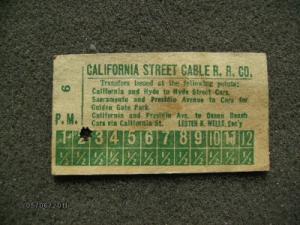 CALIFORNIA STREET CABLE R. R. CO.
Transfers issued at the following points:
California and Hyde to Hyde Street Cars.
Sacramento and Presidio Avenue to Cars for
Golden Gate Park.
California and Presidio Ave. to Ocean Beach
Cars via California St. LESTER K. WELLS, Sec'y
6
P. M.
1 2 3 4 5 6 7 8 9 10 11 12
½ ½ ½ ½ ½ ½ ½ ½ ½ ½ ½ ½
05/06/2011